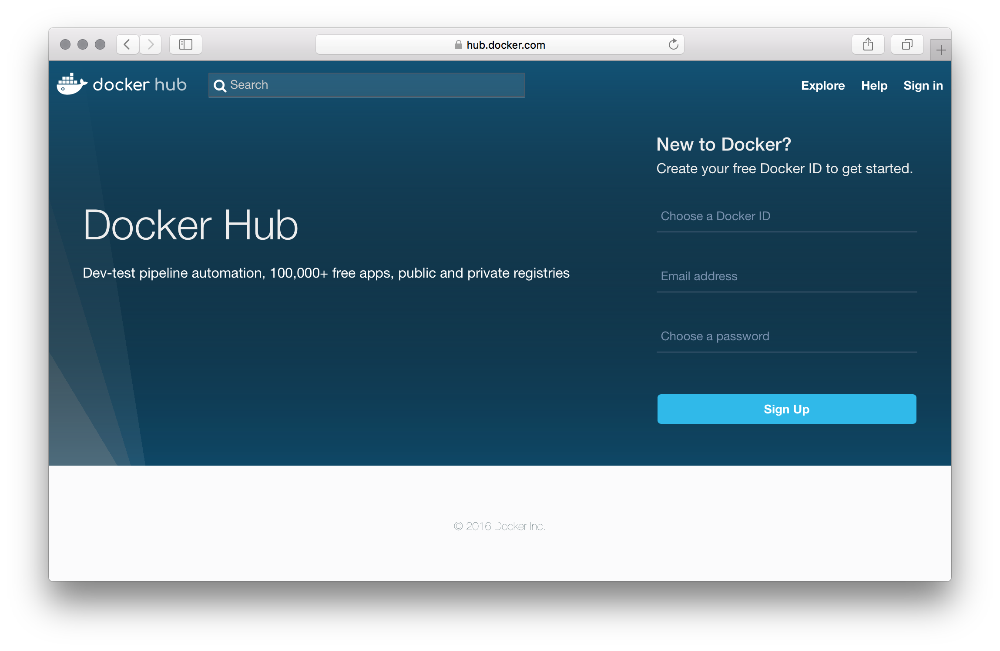 hub.docker.com
docker hub
Search
Explore Help Sign in
New to Docker?
Create your free Docker ID to get started.
Choose a Docker ID
Docker Hub
Dev-test pipeline automation, 100,000+ free apps, public and private registries
Email address
Choose a password
Sign Up
© 2016 Docker Inc.